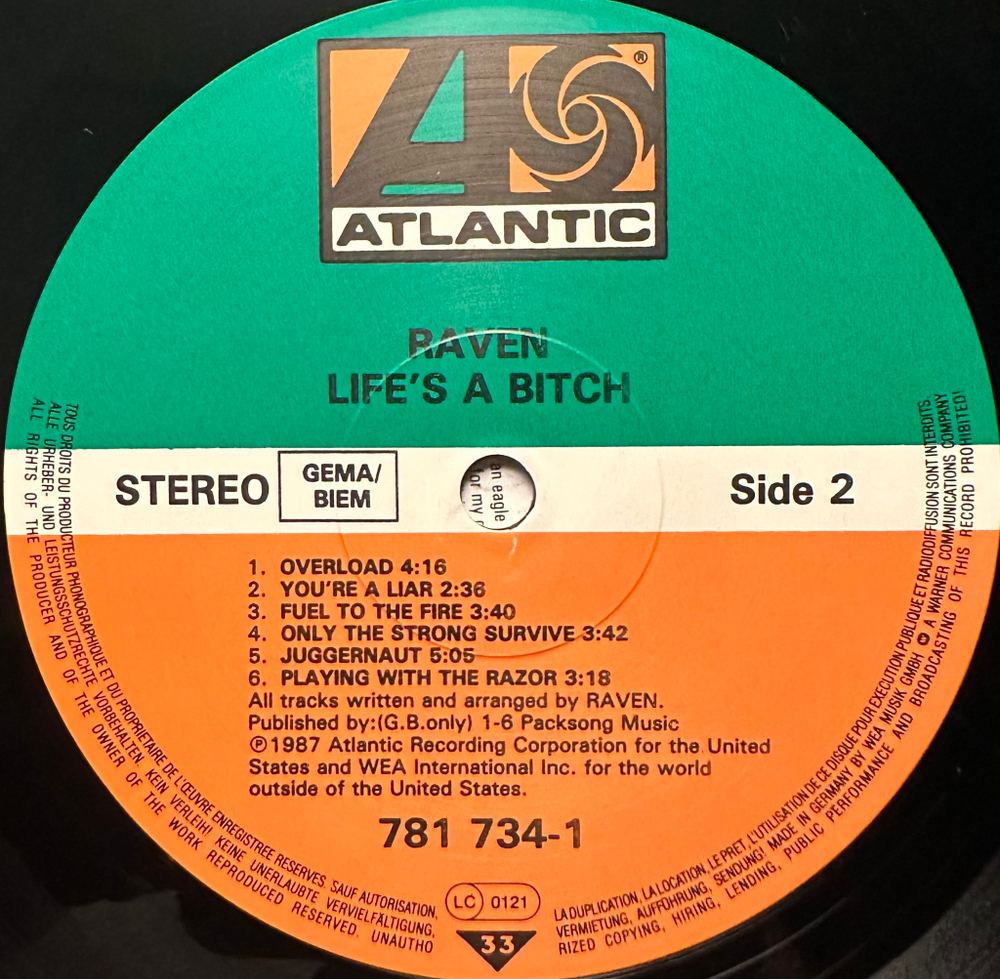 ®
ATLANTIC
RAVEN
LIFE'S A BITCH
STEREO
GEMA/
BIEM
an eagle
for my
Side 2
1. OVERLOAD 4:16
2. YOU'RE A LIAR 2:36
3. FUEL TO THE FIRE 3:40
4. ONLY THE STRONG SURVIVE 3:42
5. JUGGERNAUT 5:05
6. PLAYING WITH THE RAZOR 3:18
All tracks written and arranged by RAVEN.
Published by:(G.B.only) 1-6 Packsong Music
℗1987 Atlantic Recording Corporation for the United
States and WEA International Inc. for the world
outside of the United States.
781 734-1
LC 0121
33
TOUS DROITS DU PRODUCTEUR PHONOGRAPHIQUE ET DU PROPRIETAIRE DE L'ŒUVRE ENREGISTREE RESERVES. SAUF AUTORISATION, LA DUPLICATION, LA LOCATION, LE PRET, L'UTILISATION DE CE DISQUE POUR EXECUTION PUBLIQUE ET RADIODIFFUSION SONT INTERDITS.
ALLE URHEBER- UND LEISTUNGSSCHUTZRECHTE VORBEHALTEN. KEIN VERLEIH! KEINE UNERLAUBTE VERVIELFÄLTIGUNG, VERMIETUNG, AUFFÜHRUNG, SENDUNG! MADE IN GERMANY BY WEA MUSIK GMBH A WARNER COMMUNICATIONS COMPANY
ALL RIGHTS OF THE PRODUCER AND OF THE OWNER OF THE WORK REPRODUCED RESERVED. UNAUTHORIZED COPYING, HIRING, LENDING, PUBLIC PERFORMANCE AND BROADCASTING OF THIS RECORD PROHIBITED!